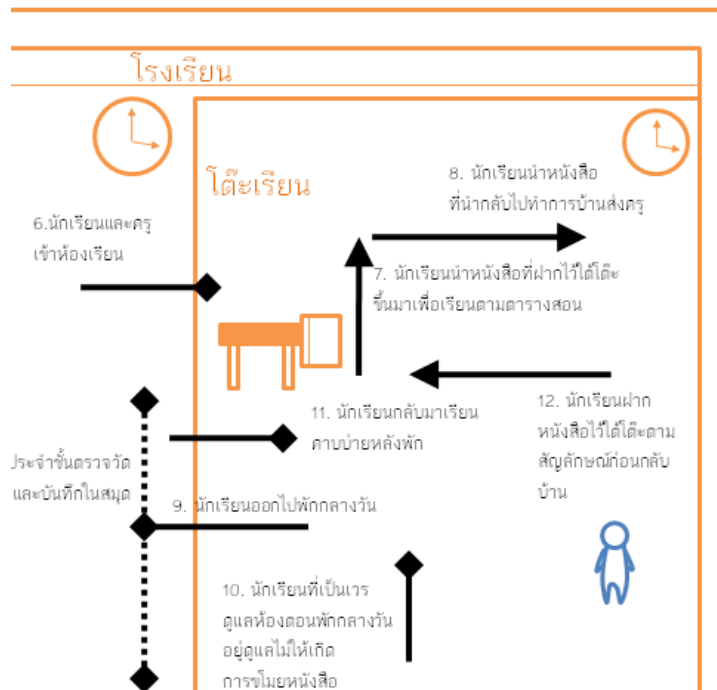 โรงเรียน
โต๊ะเรียน
6.นักเรียนและครู
เข้าห้องเรียน
8. นักเรียนนำหนังสือ
ที่นำกลับไปทำการบ้านส่งครู
7. นักเรียนนำหนังสือที่ฝากไว้ใต้โต๊ะ
ขึ้นมาเพื่อเรียนตามตารางสอน
11. นักเรียนกลับมาเรียน
คาบบ่ายหลังพัก
12. นักเรียนฝาก
หนังสือไว้ใต้โต๊ะตาม
สัญลักษณ์ก่อนกลับ
บ้าน
ประจำชั้นตรวจวัด
และบันทึกในสมุด
9. นักเรียนออกไปพักกลางวัน
10. นักเรียนที่เป็นเวร
ดูแลห้องตอนพักกลางวัน
อยู่ดูแลไม่ให้เกิด
การขโมยหนังสือ